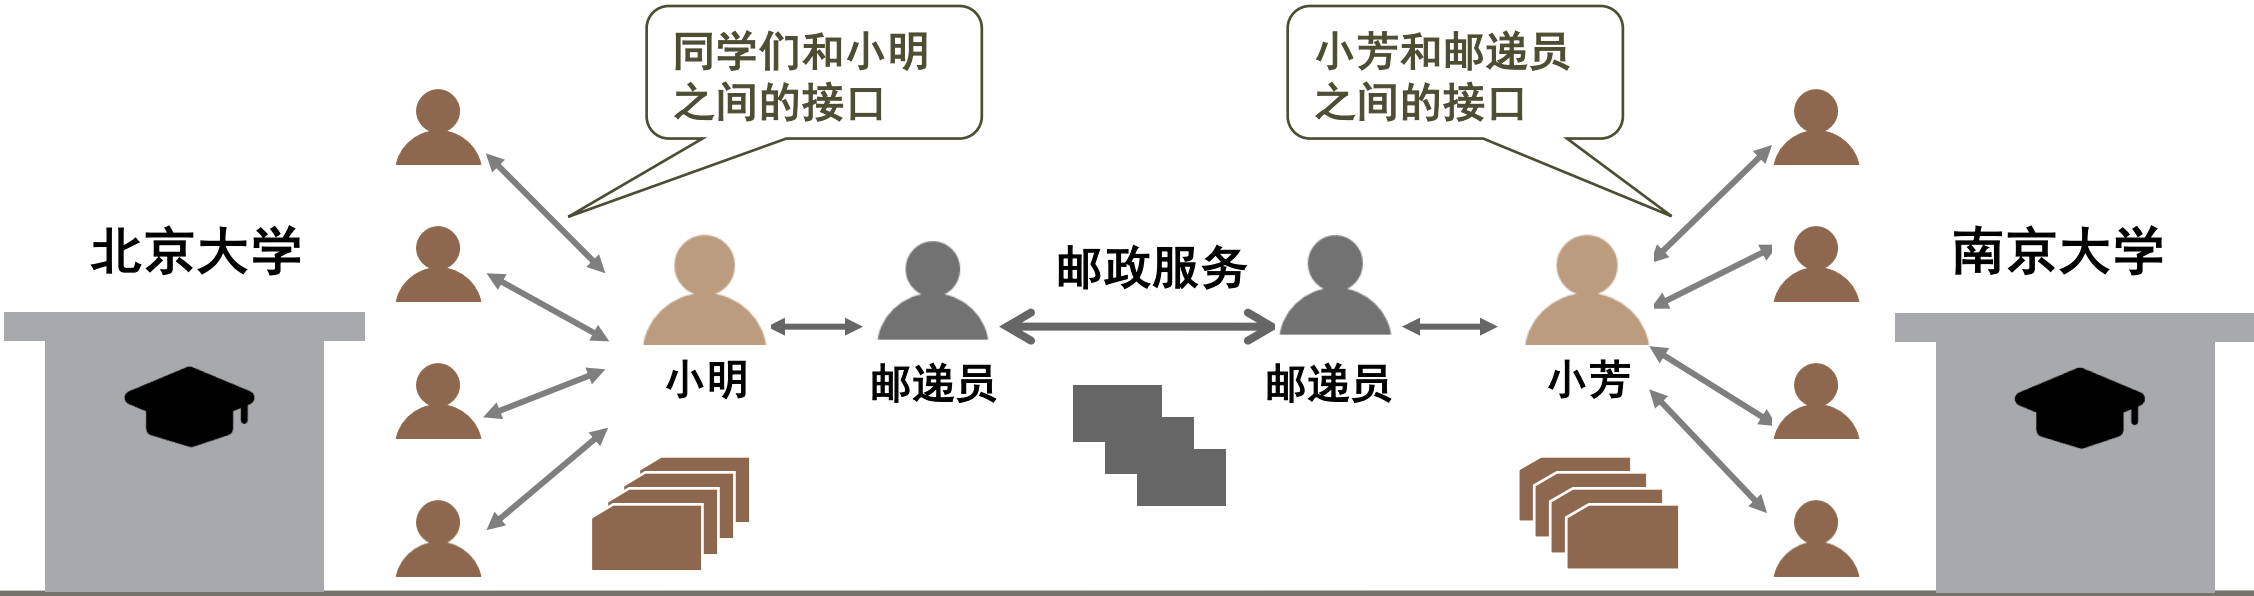 同学们和小明
之间的接口
小芳和邮递员
之间的接口
北京大学
邮政服务
南京大学
小明
邮递员
邮递员
小芳